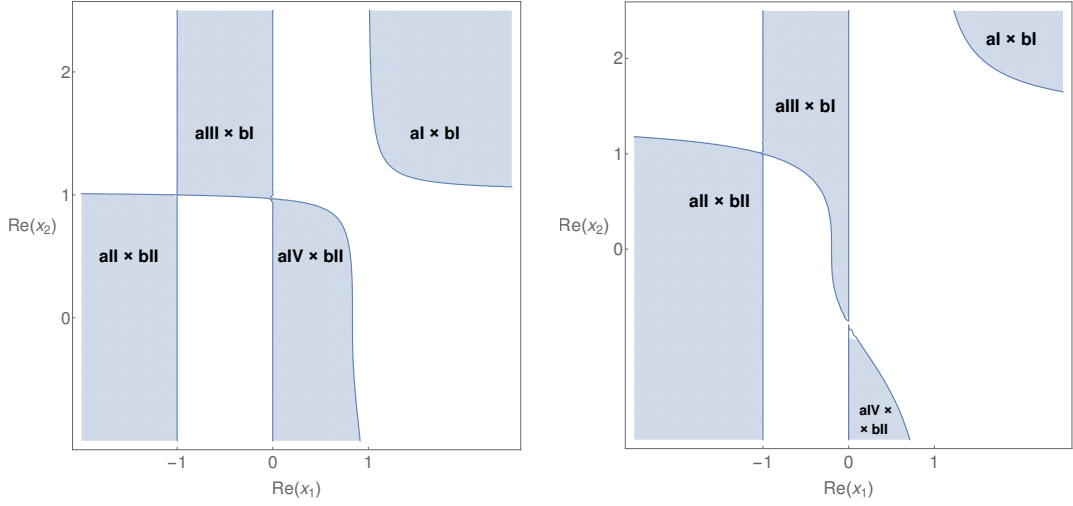 2
1
0
Re(x₂)
aIII × bI
aI × bI
aII × bII
aIV × bII
−1
0
1
Re(x₁)
2
1
0
Re(x₂)
aI × bI
aIII × bI
aII × bII
aIV ×
× bII
−1
0
1
Re(x₁)